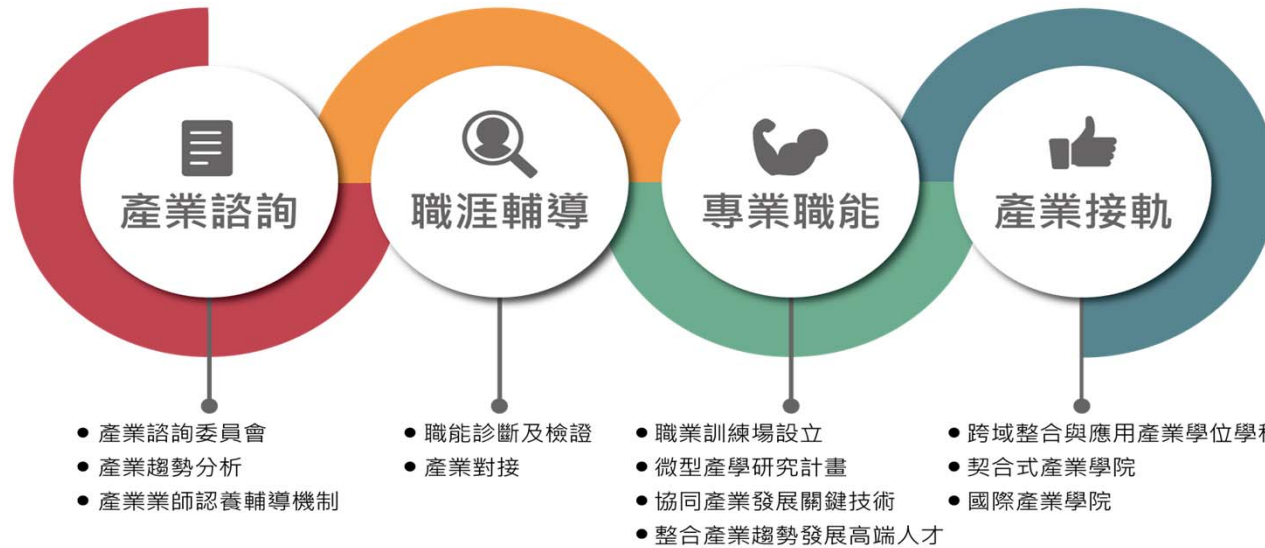 產業諮詢
職涯輔導
專業職能
產業接軌
● 產業諮詢委員會
● 產業趨勢分析
● 產業業師認養輔導機制
● 職能診斷及檢證
● 產業對接
● 職業訓練場設立
● 微型產學研究計畫
● 協同產業發展關鍵技術
● 整合產業趨勢發展高端人才
● 跨域整合與應用產業學位學
● 契合式產業學院
● 國際產業學院